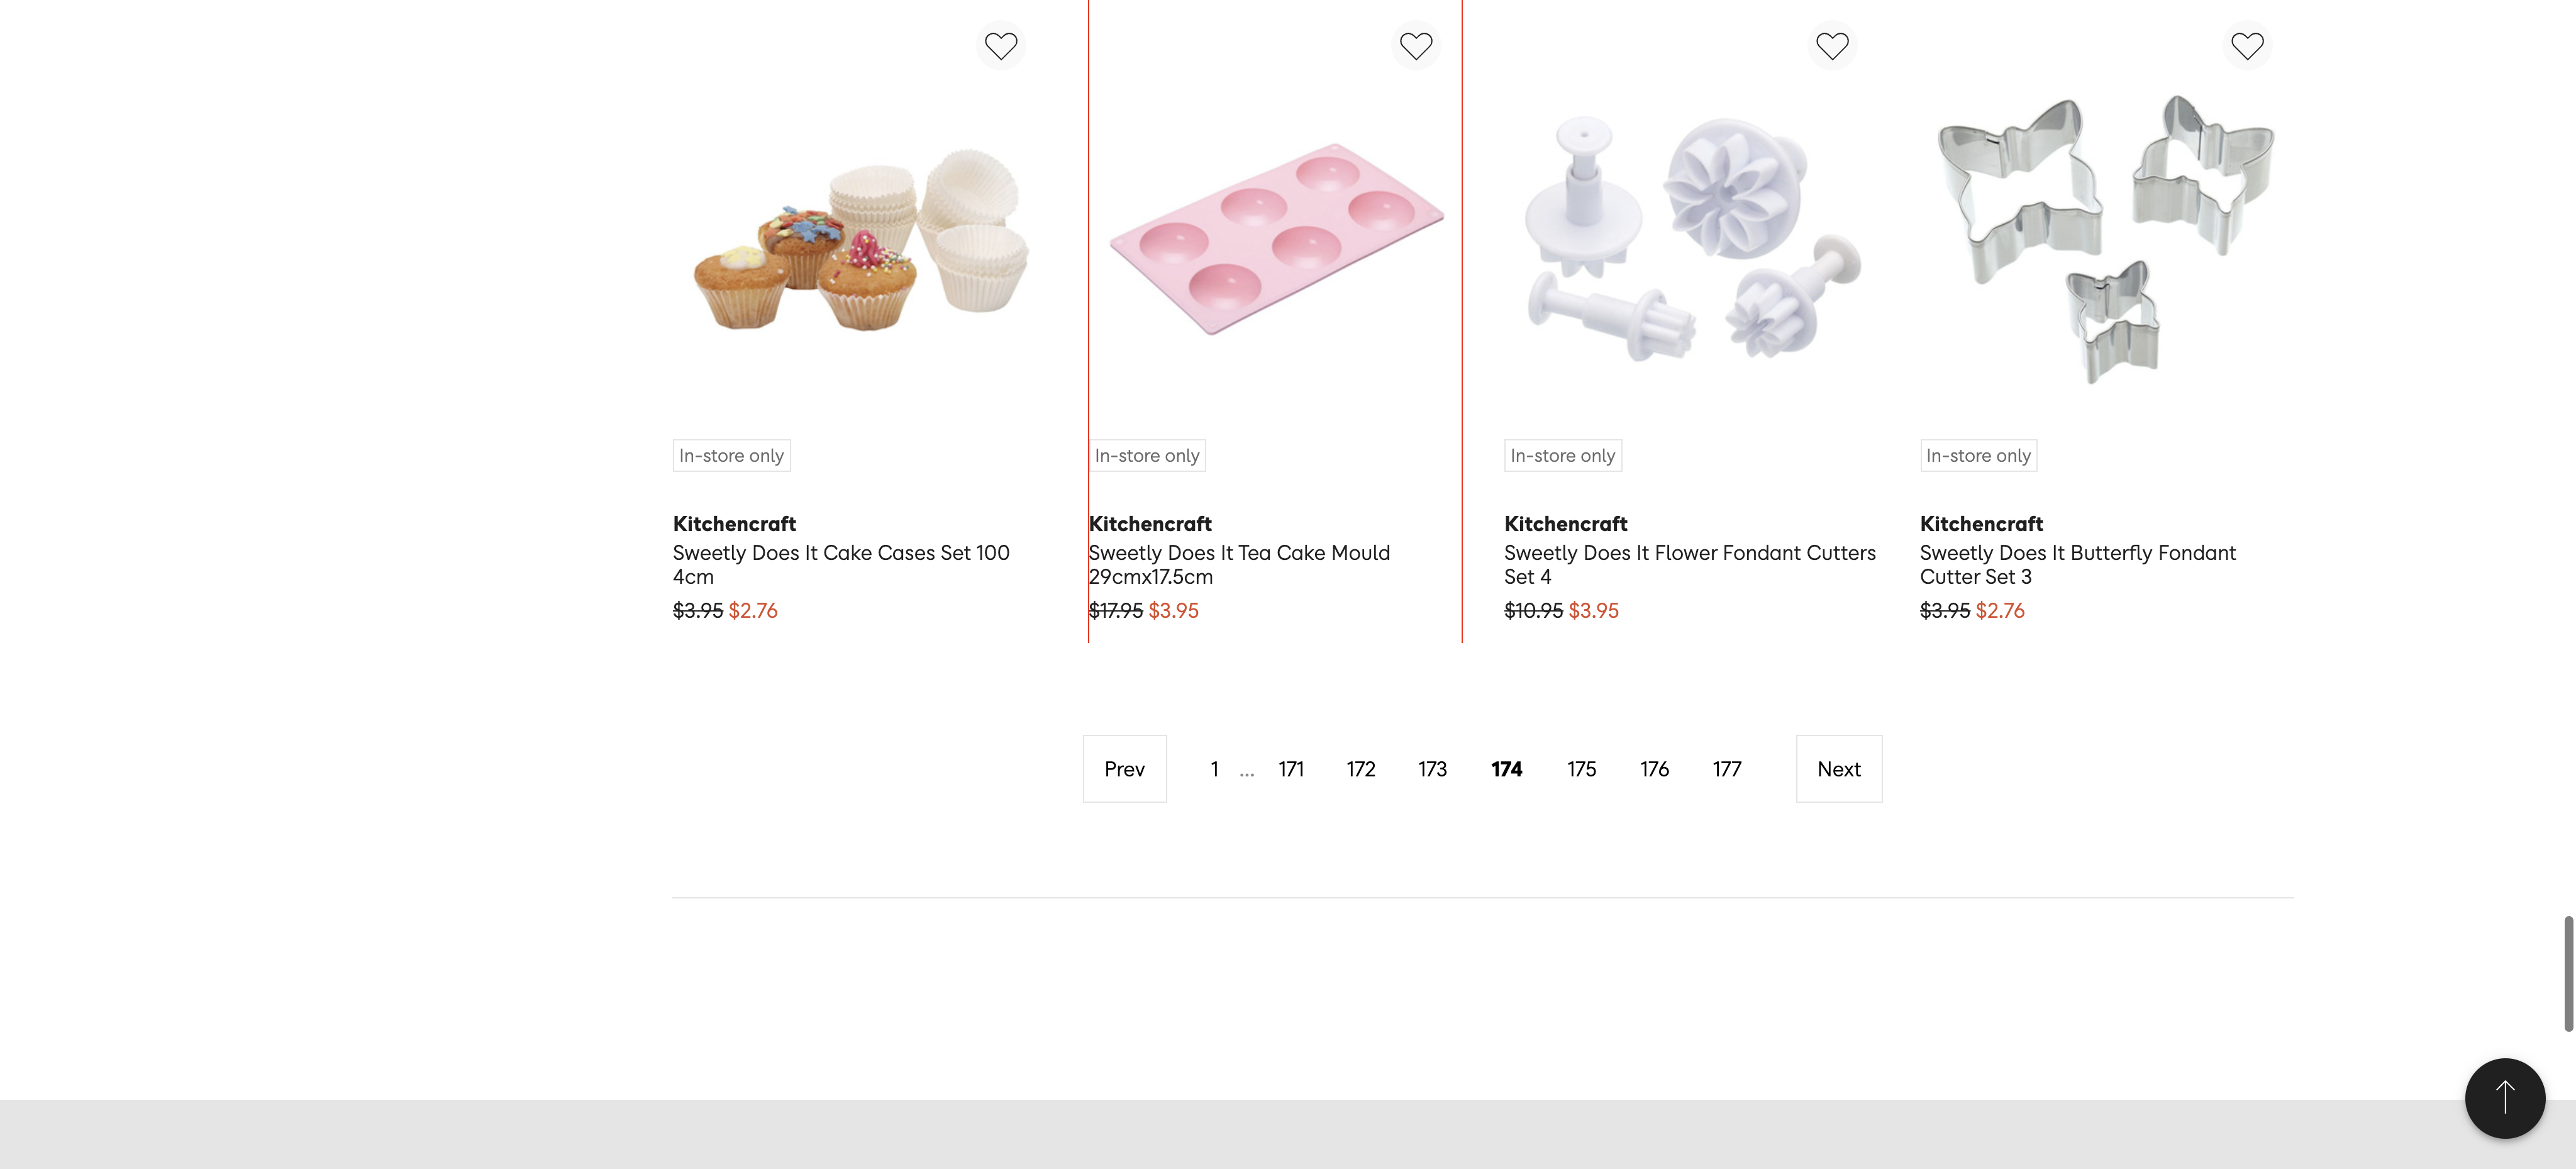 In-store only
Kitchencraft
Sweetly Does It Cake Cases Set 100
4cm
$3.95 $2.76
In-store only
Kitchencraft
Sweetly Does It Tea Cake Mould
29cmx17.5cm
$17.95 $3.95
In-store only
Kitchencraft
Sweetly Does It Flower Fondant Cutters
Set 4
$10.95 $3.95
In-store only
Kitchencraft
Sweetly Does It Butterfly Fondant
Cutter Set 3
$3.95 $2.76
Prev 1 ... 171 172 173 174 175 176 177 Next